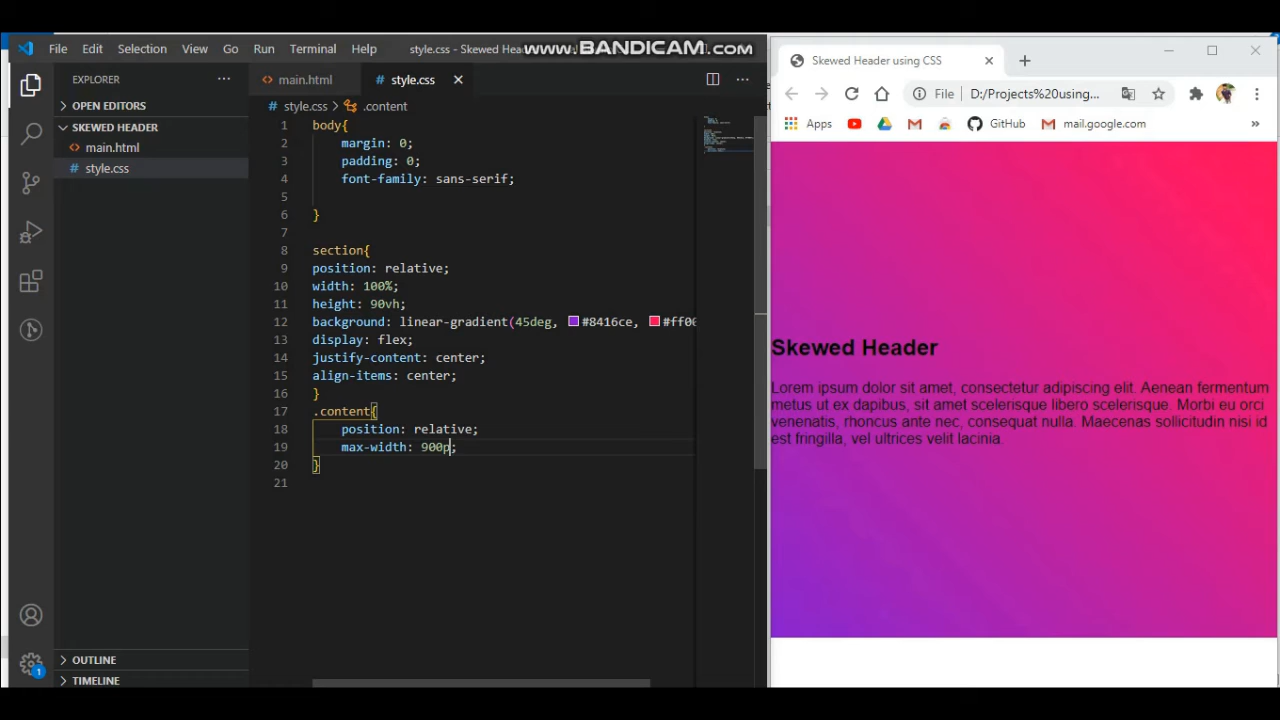 File Edit Selection View Go Run Terminal Help style.css - Skewed Hea
www.BANDICAM.com
EXPLORER
OPEN EDITORS
SKEWED HEADER
main.html
style.css
OUTLINE
TIMELINE
1
main.html style.css
style.css > .content
1 body{
2 margin: 0;
3 padding: 0;
4 font-family: sans-serif;
5
6 }
7
8 section{
9 position: relative;
10 width: 100%;
11 height: 90vh;
12 background: linear-gradient(45deg, #8416ce, #ff00
13 display: flex;
14 justify-content: center;
15 align-items: center;
16 }
17 .content{
18 position: relative;
19 max-width: 900p;
20 }
21
Skewed Header using CSS
File D:/Projects%20using...
Apps GitHub mail.google.com
Skewed Header
Lorem ipsum dolor sit amet, consectetur adipiscing elit. Aenean fermentum
metus ut ex dapibus, sit amet scelerisque libero scelerisque. Morbi eu orci
venenatis, rhoncus ante nec, consequat nulla. Maecenas sollicitudin nisi id
est fringilla, vel ultrices velit lacinia.